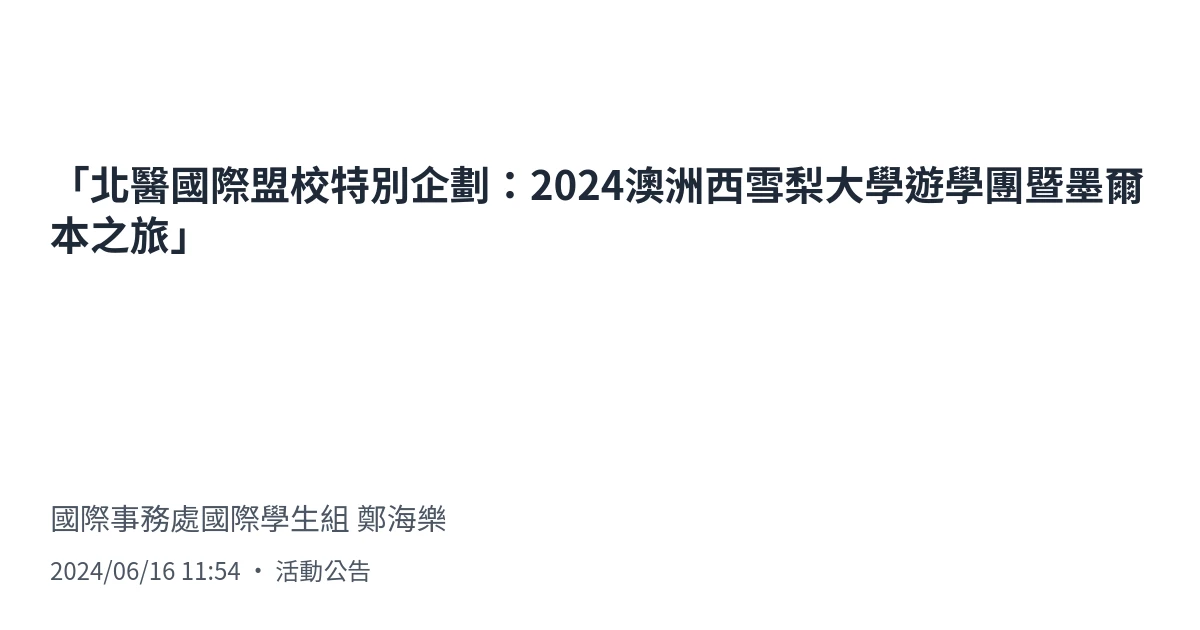 「北醫國際盟校特別企劃：2024澳洲西雪梨大學遊學團暨墨爾
本之旅」
國際事務處國際學生組 鄭海樂
2024/06/16 11:54 ・ 活動公告